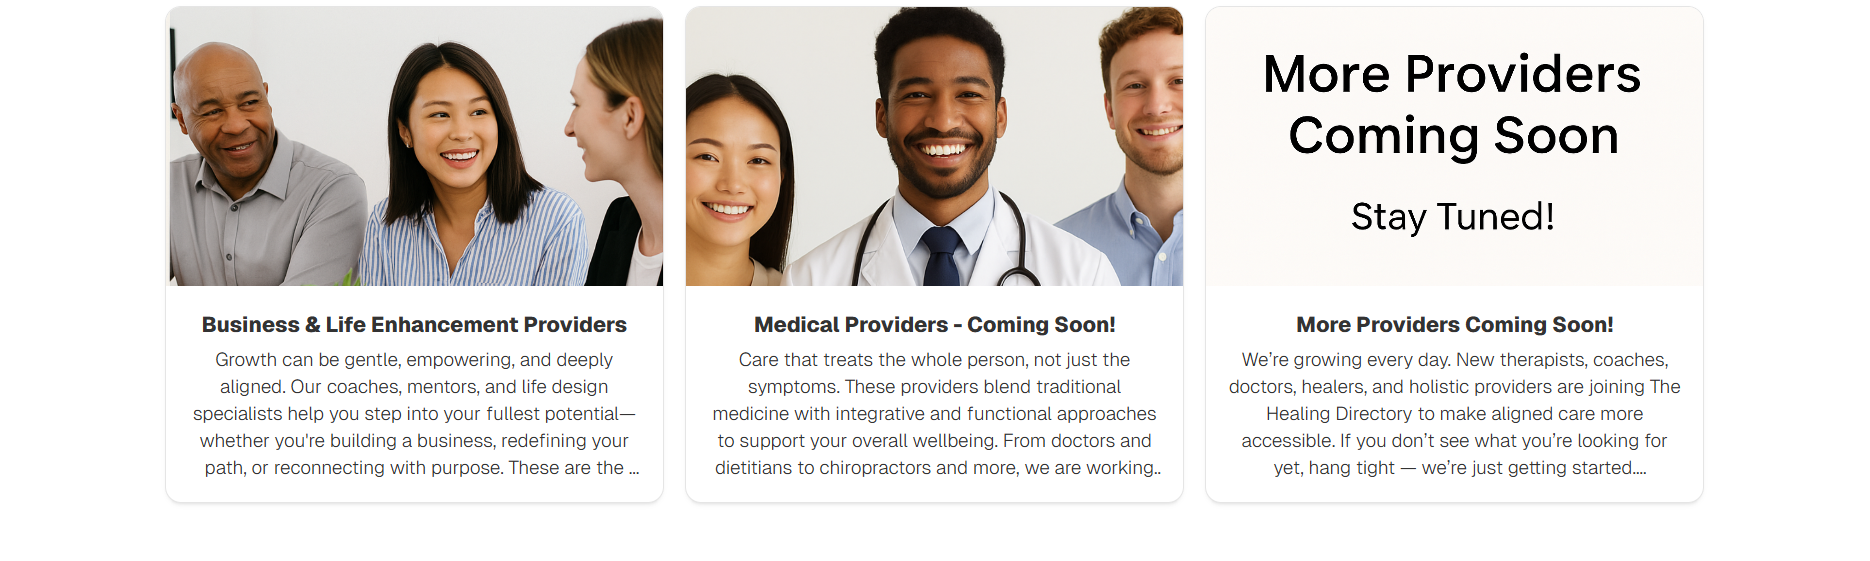 More Providers
Coming Soon
Stay Tuned!
Business & Life Enhancement Providers
Growth can be gentle, empowering, and deeply
aligned. Our coaches, mentors, and life design
specialists help you step into your fullest potential—
whether you're building a business, redefining your
path, or reconnecting with purpose. These are the ...
Medical Providers - Coming Soon!
Care that treats the whole person, not just the
symptoms. These providers blend traditional
medicine with integrative and functional approaches
to support your overall wellbeing. From doctors and
dietitians to chiropractors and more, we are working..
More Providers Coming Soon!
We’re growing every day. New therapists, coaches,
doctors, healers, and holistic providers are joining The
Healing Directory to make aligned care more
accessible. If you don’t see what you’re looking for
yet, hang tight — we’re just getting started....